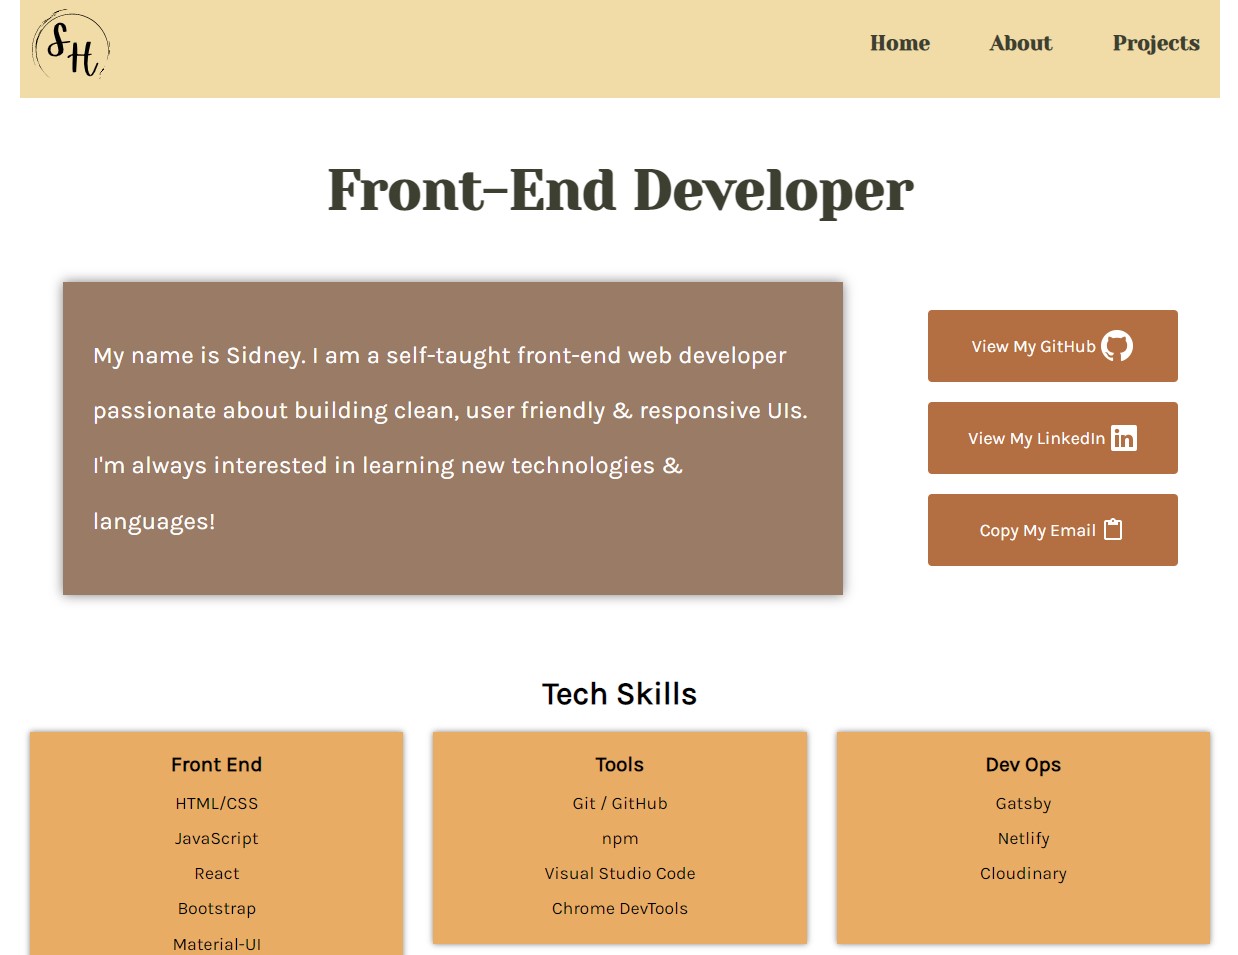 SH
Home About Projects
Front-End Developer
My name is Sidney. I am a self-taught front-end web developer
passionate about building clean, user friendly & responsive UIs.
I'm always interested in learning new technologies &
languages!
View My GitHub
View My LinkedIn in
Copy My Email
Tech Skills
Front End
HTML/CSS
JavaScript
React
Bootstrap
Material-UI
Tools
Git / GitHub
npm
Visual Studio Code
Chrome DevTools
Dev Ops
Gatsby
Netlify
Cloudinary